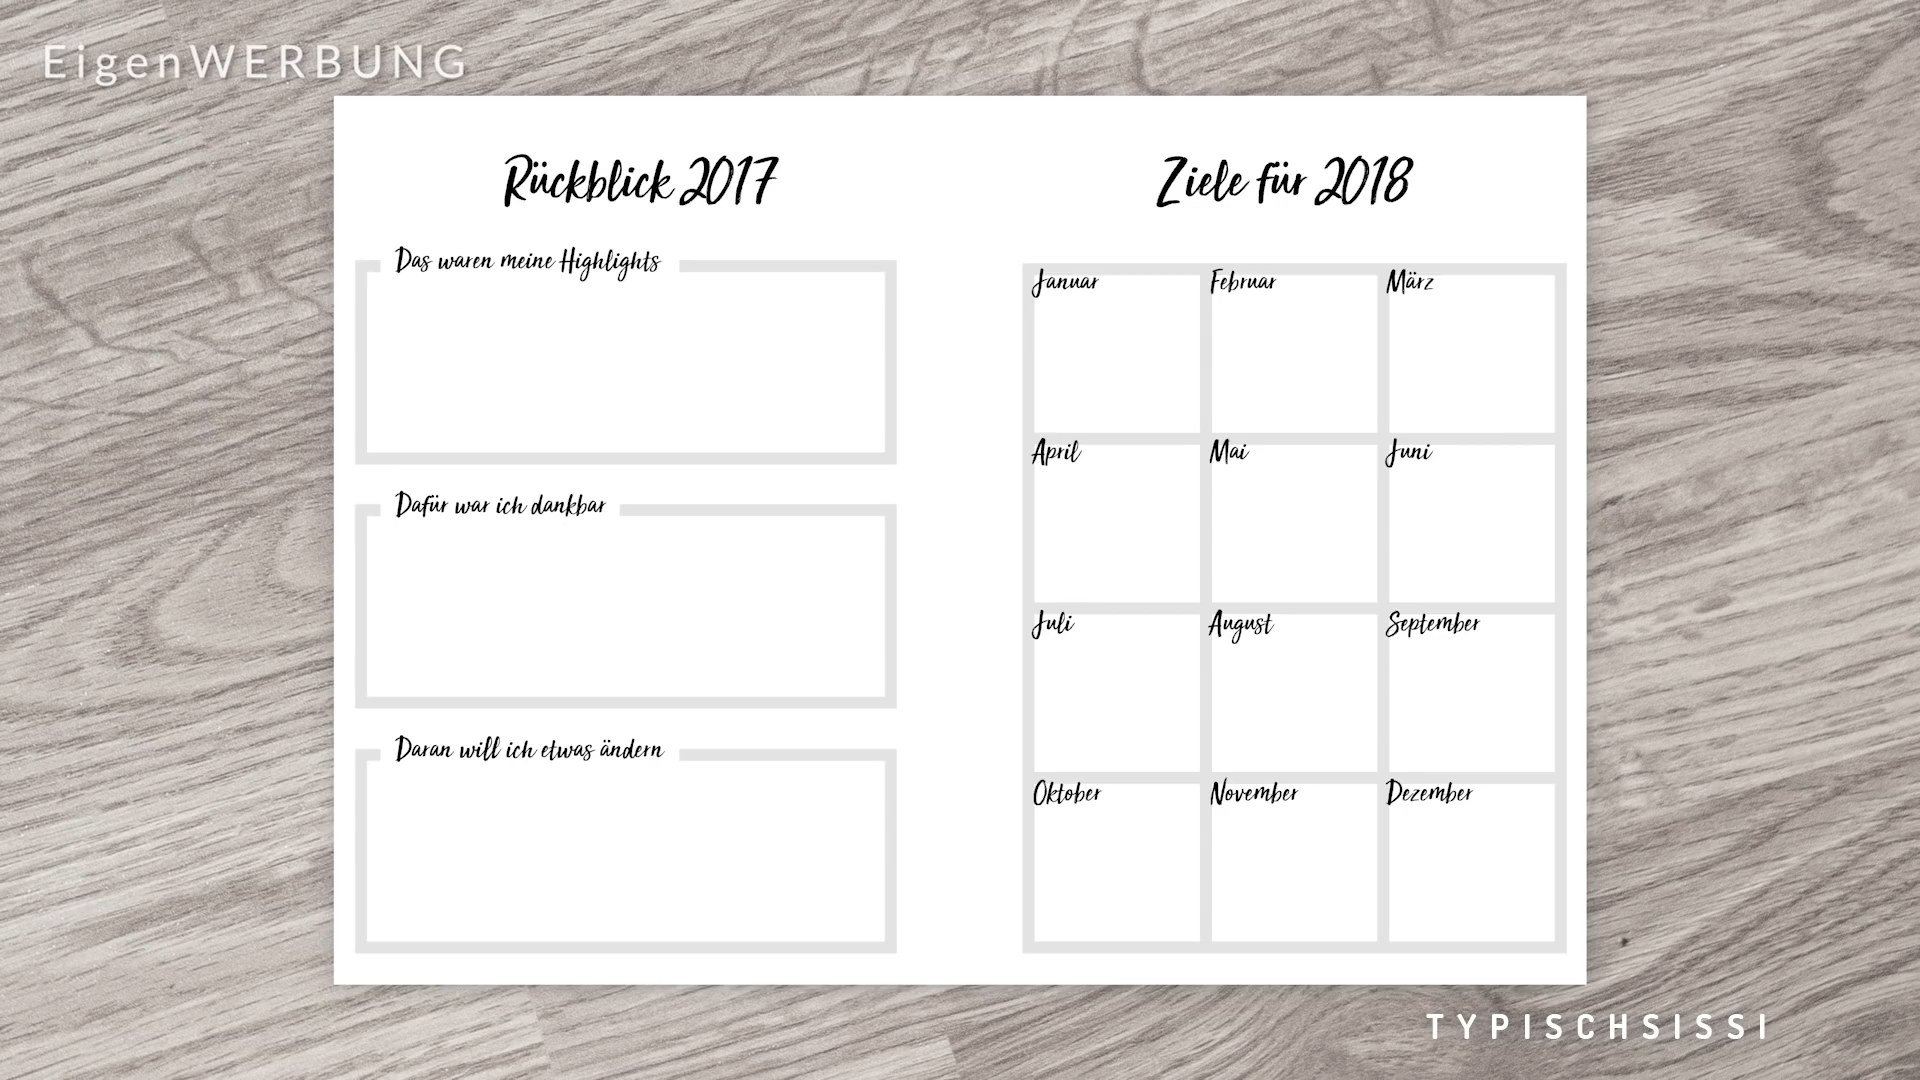 EigenWERBUNG
Rückblick 2017
Das waren meine Highlights
Dafür war ich dankbar
Daran will ich etwas ändern
Ziele für 2018
Januar Februar März
April Mai Juni
Juli August September
Oktober November Dezember
TYPISCHSISSI